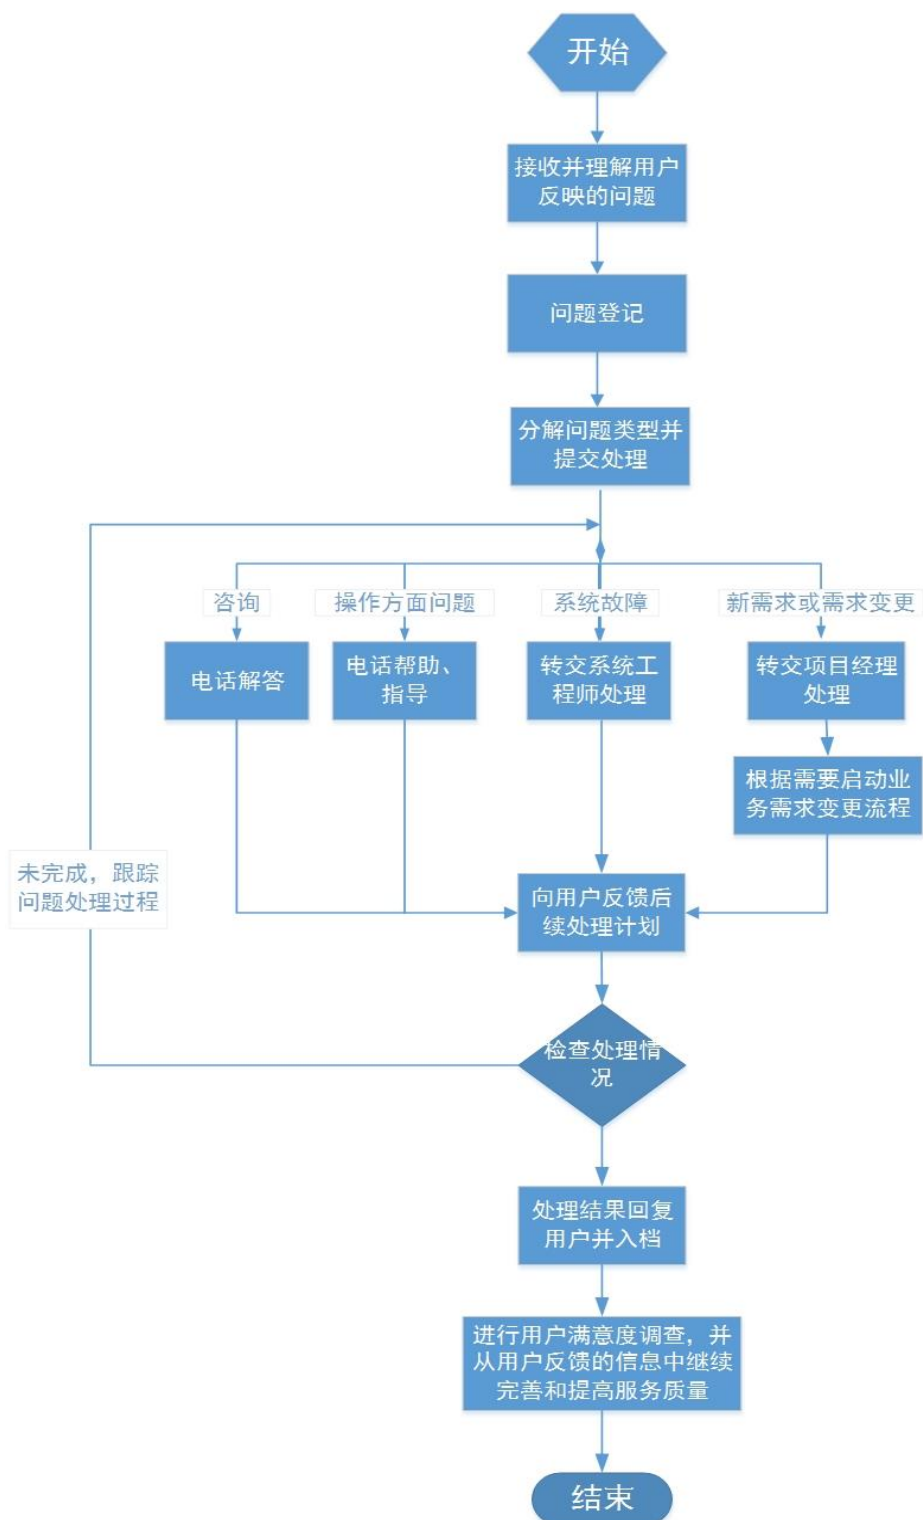 开始
接收并理解用户
反映的问题
问题登记
分解问题类型并
提交处理
咨询
操作方面问题
系统故障
新需求或需求变更
电话解答
电话帮助、
指导
转交系统工
程师处理
转交项目经理
处理
根据需要启动业
务需求变更流程
未完成，跟踪
问题处理过程
向用户反馈后
续处理计划
检查处理情
况
处理结果回复
用户并入档
进行用户满意度调查，并
从用户反馈的信息中继续
完善和提高服务质量
结束